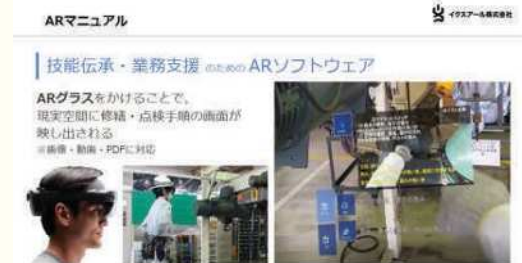 ARマニュアル
イクスアール株式会社
技能伝承・業務支援 のための ARソフトウェア
ARグラスをかけることで、
現実空間に修繕・点検手順の画面が
映し出される
※画像・動画・PDFに対応